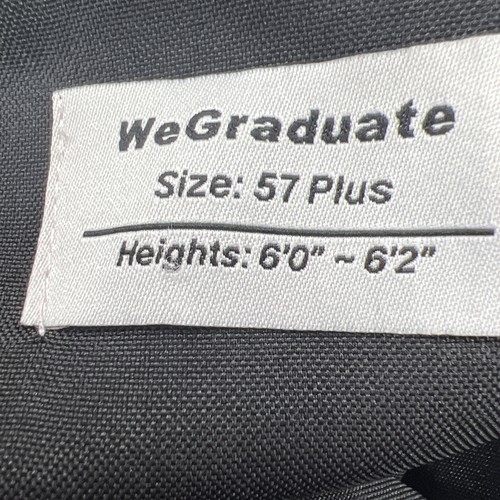 WeGraduate
Size: 57 Plus
Heights: 6'0" ~ 6'2"